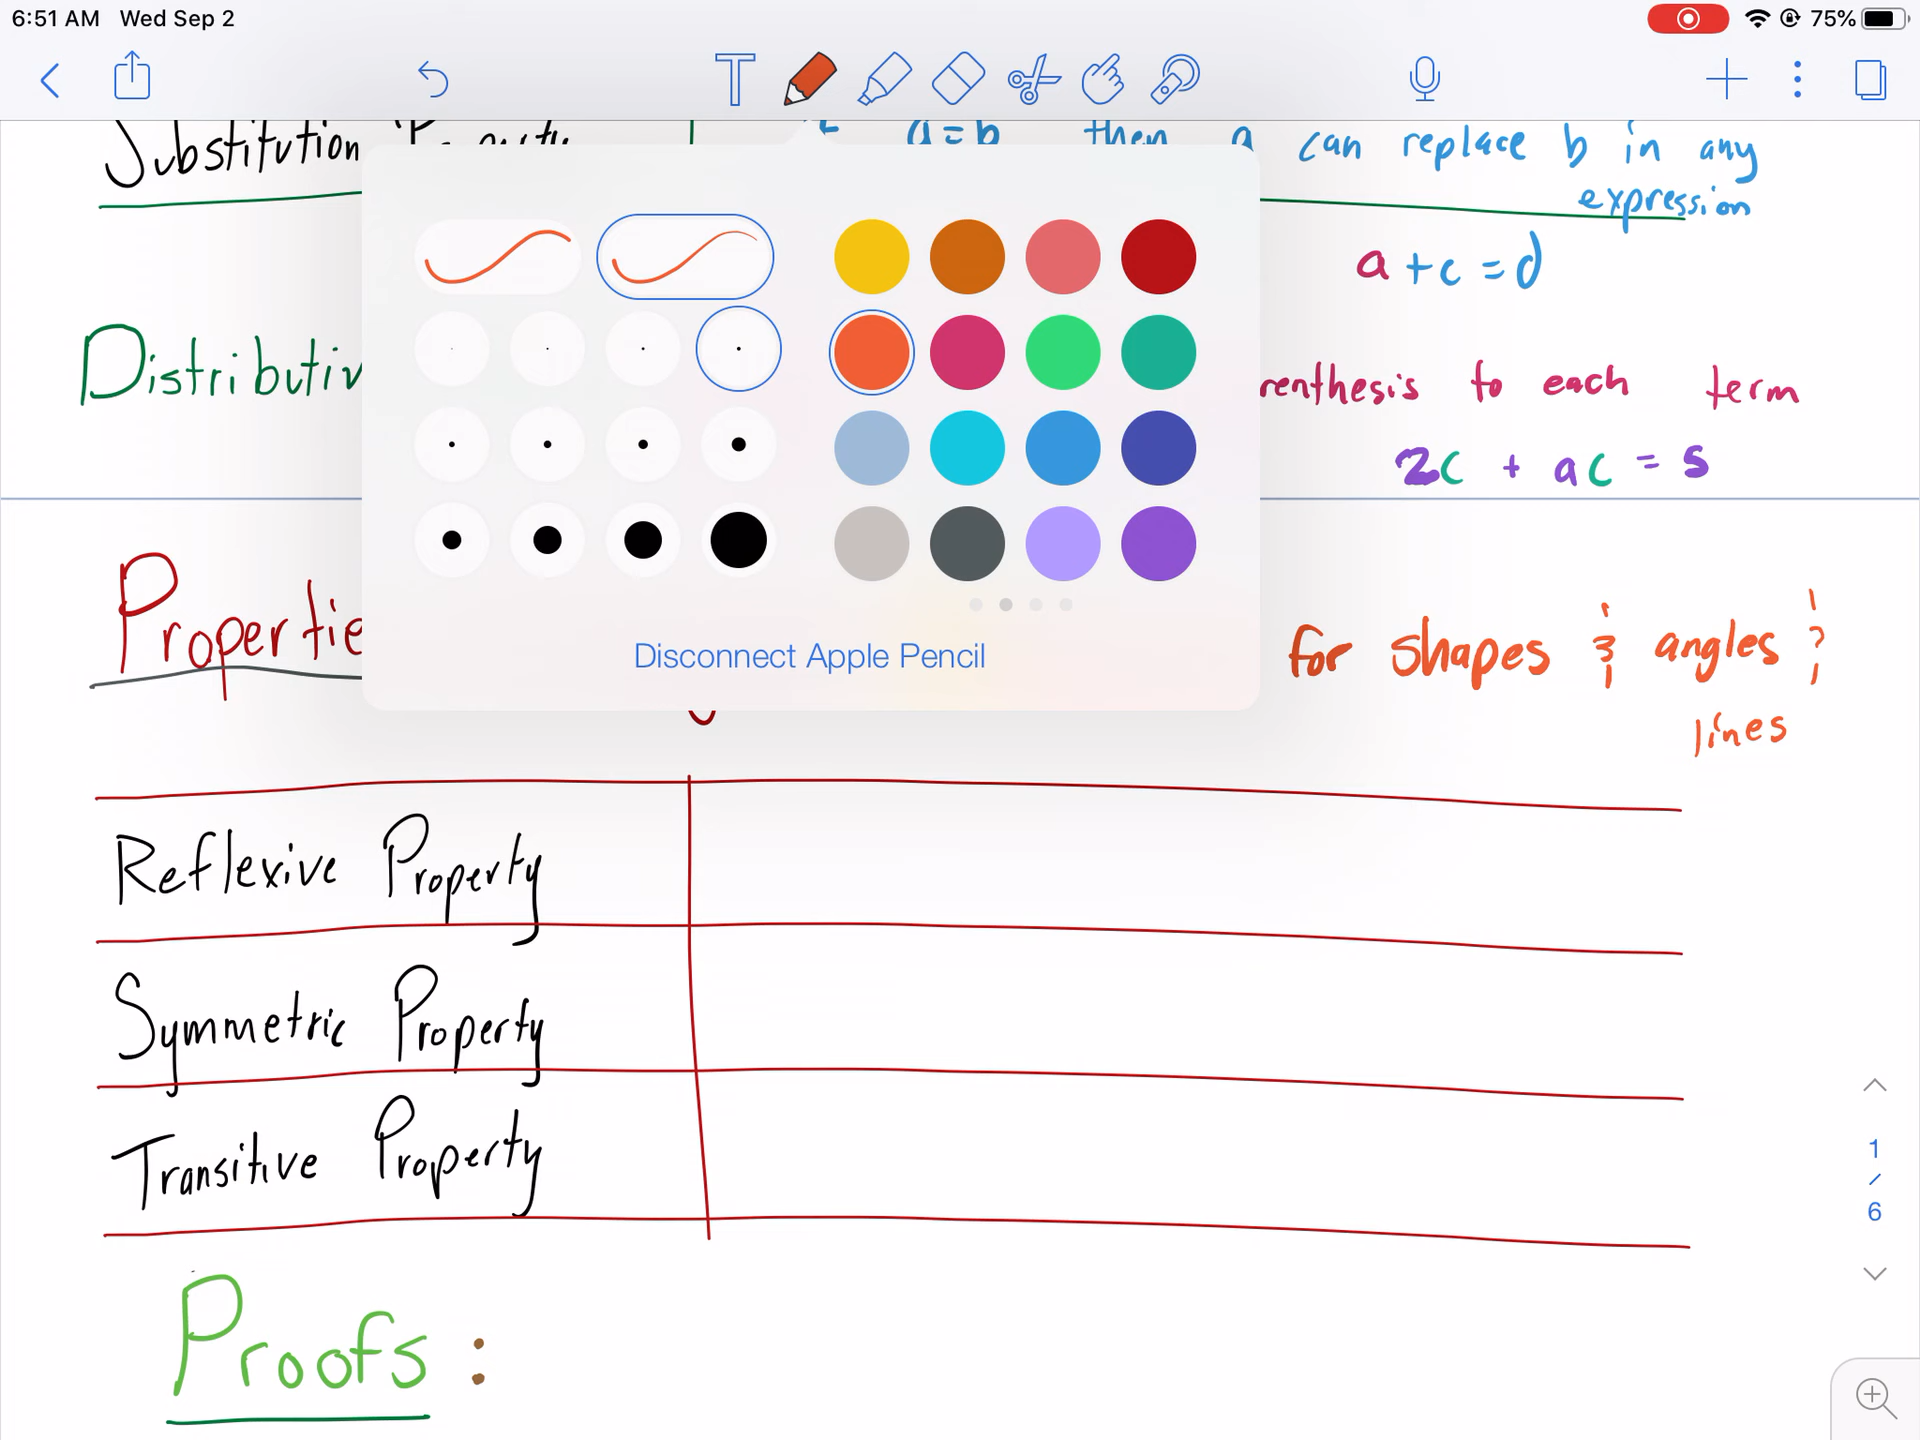 6:51 AM Wed Sep 2 75%
T
Substitution Property a=b then a can replace b in any
expression
a + c = d
Distributiv
renthesis to each term
2c + ac = s
Propertie for shapes & angles ?
lines
Disconnect Apple Pencil
Reflexive Property
Symmetric Property
Transitive Property
1
/
6
Proofs :